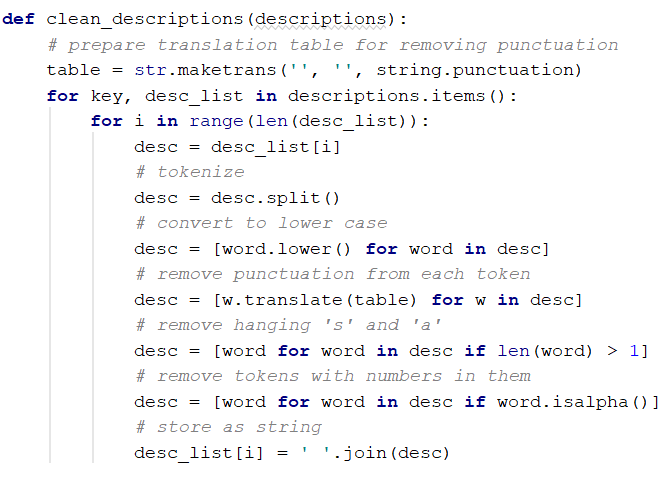 def clean_descriptions(descriptions):
    # prepare translation table for removing punctuation
    table = str.maketrans('', '', string.punctuation)
    for key, desc_list in descriptions.items():
        for i in range(len(desc_list)):
            desc = desc_list[i]
            # tokenize
            desc = desc.split()
            # convert to lower case
            desc = [word.lower() for word in desc]
            # remove punctuation from each token
            desc = [w.translate(table) for w in desc]
            # remove hanging 's' and 'a'
            desc = [word for word in desc if len(word) > 1]
            # remove tokens with numbers in them
            desc = [word for word in desc if word.isalpha()]
            # store as string
            desc_list[i] = ' '.join(desc)